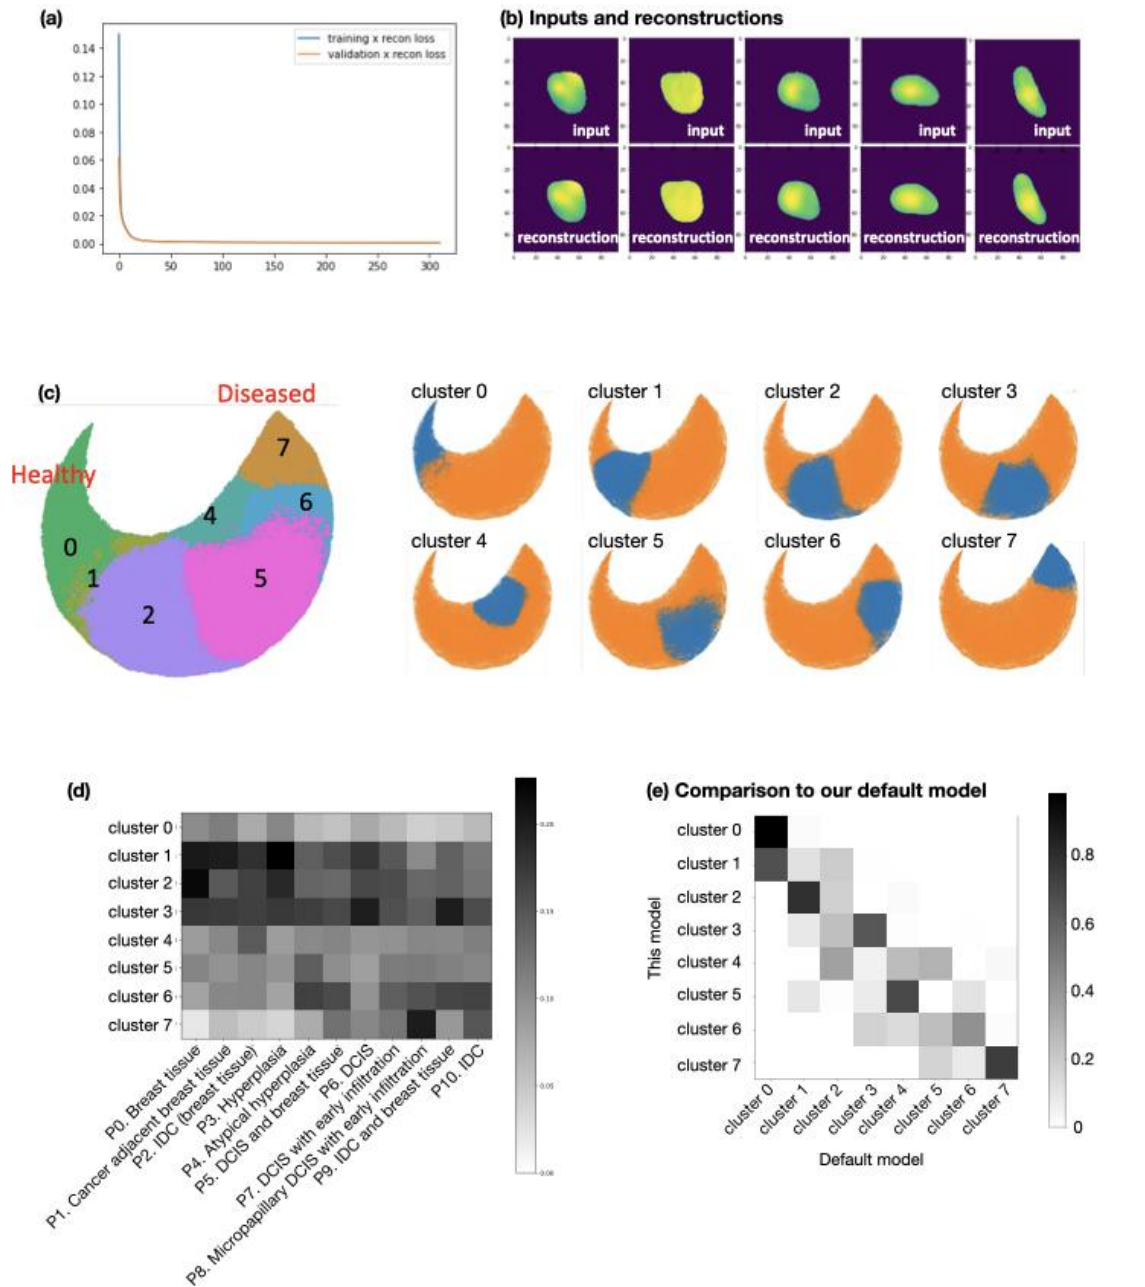 (a)
training x recon loss
validation x recon loss
0.14
0.12
0.10
0.08
0.06
0.04
0.02
0.00
0 50 100 150 200 250 300
(b) Inputs and reconstructions
input input input input input
reconstruction reconstruction reconstruction reconstruction reconstruction
(c)
Diseased
Healthy
7
6
4
0
1
5
2
cluster 0 cluster 1 cluster 2 cluster 3
cluster 4 cluster 5 cluster 6 cluster 7
(d)
cluster 0
cluster 1
cluster 2
cluster 3
cluster 4
cluster 5
cluster 6
cluster 7
P0. Breast tissue
P1. Cancer adjacent breast tissue
P2. IDC (breast tissue)
P3. Hyperplasia
P4. Atypical hyperplasia
P5. DCIS and breast tissue
P6. DCIS
P7. DCIS with early infiltration
P8. Micropapillary DCIS with early infiltration
P9. IDC and breast tissue
P10. IDC
(e) Comparison to our default model
cluster 0
cluster 1
cluster 2
cluster 3
cluster 4
cluster 5
cluster 6
cluster 7
This model
cluster 0
cluster 1
cluster 2
cluster 3
cluster 4
cluster 5
cluster 6
cluster 7
Default model
0.8
0.6
0.4
0.2
0